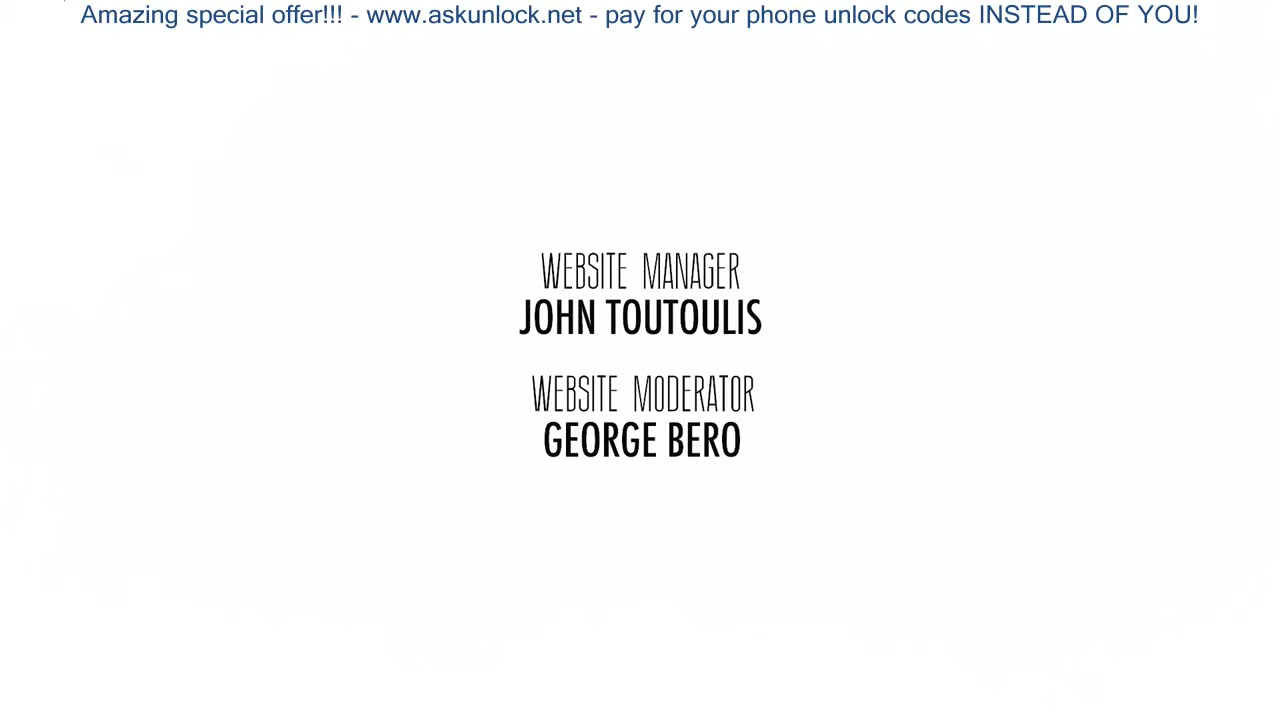 Amazing special offer!!! - www.askunlock.net - pay for your phone unlock codes INSTEAD OF YOU!
WEBSITE MANAGER
JOHN TOUTOULIS
WEBSITE MODERATOR
GEORGE BERO